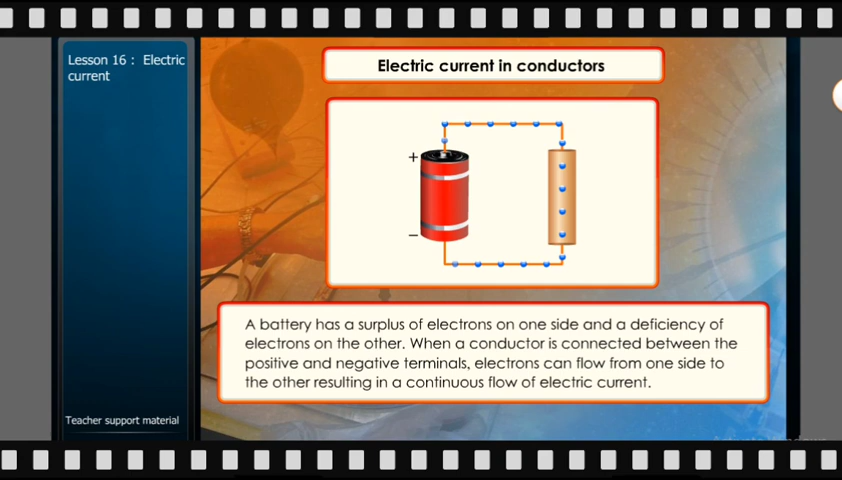 Lesson 16 : Electric
current
Electric current in conductors
+
−
A battery has a surplus of electrons on one side and a deficiency of
electrons on the other. When a conductor is connected between the
positive and negative terminals, electrons can flow from one side to
the other resulting in a continuous flow of electric current.
Teacher support material